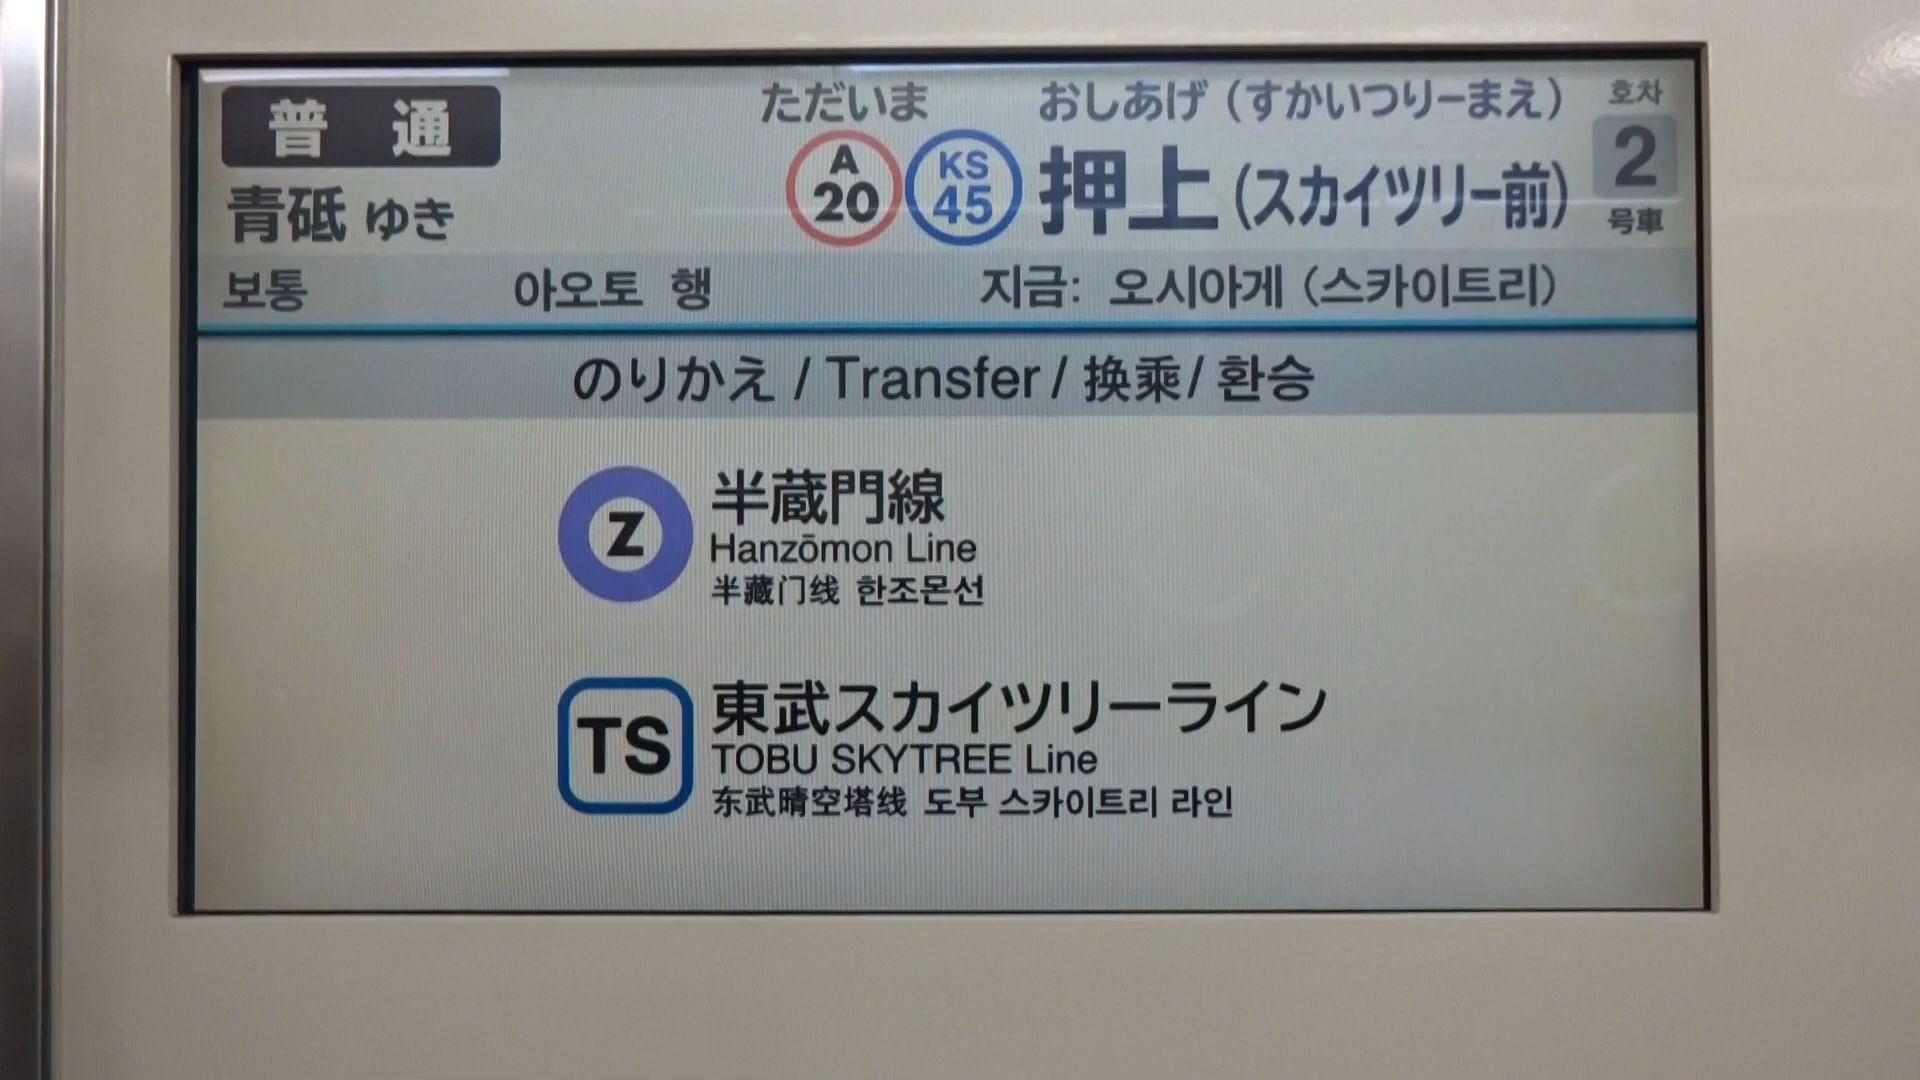 普通
青砥 ゆき
ただいま
A 20
KS 45
おしあげ（すかいつりーまえ）
押上（スカイツリー前）
호차
2
号車
보통 아오토 행 지금: 오시아게 (스카이트리)
のりかえ / Transfer / 換乘 / 환승
Z
半蔵門線
Hanzōmon Line
半藏门线 한조몬선
TS
東武スカイツリーライン
TOBU SKYTREE Line
东武晴空塔线 도부 스카이트리 라인